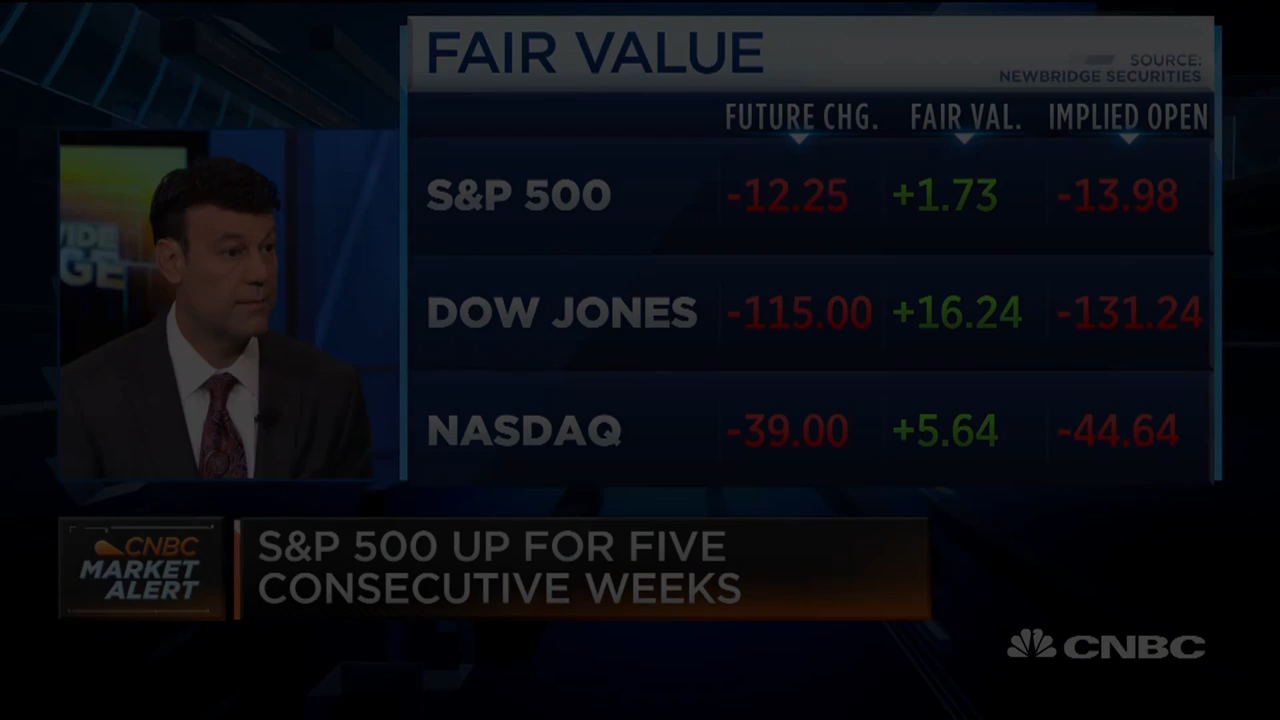 FAIR VALUE
SOURCE:
NEWBRIDGE SECURITIES
FUTURE CHG. FAIR VAL. IMPLIED OPEN
S&P 500 -12.25 +1.73 -13.98
DOW JONES -115.00 +16.24 -131.24
NASDAQ -39.00 +5.64 -44.64
CNBC
MARKET
ALERT
S&P 500 UP FOR FIVE
CONSECUTIVE WEEKS
CNBC